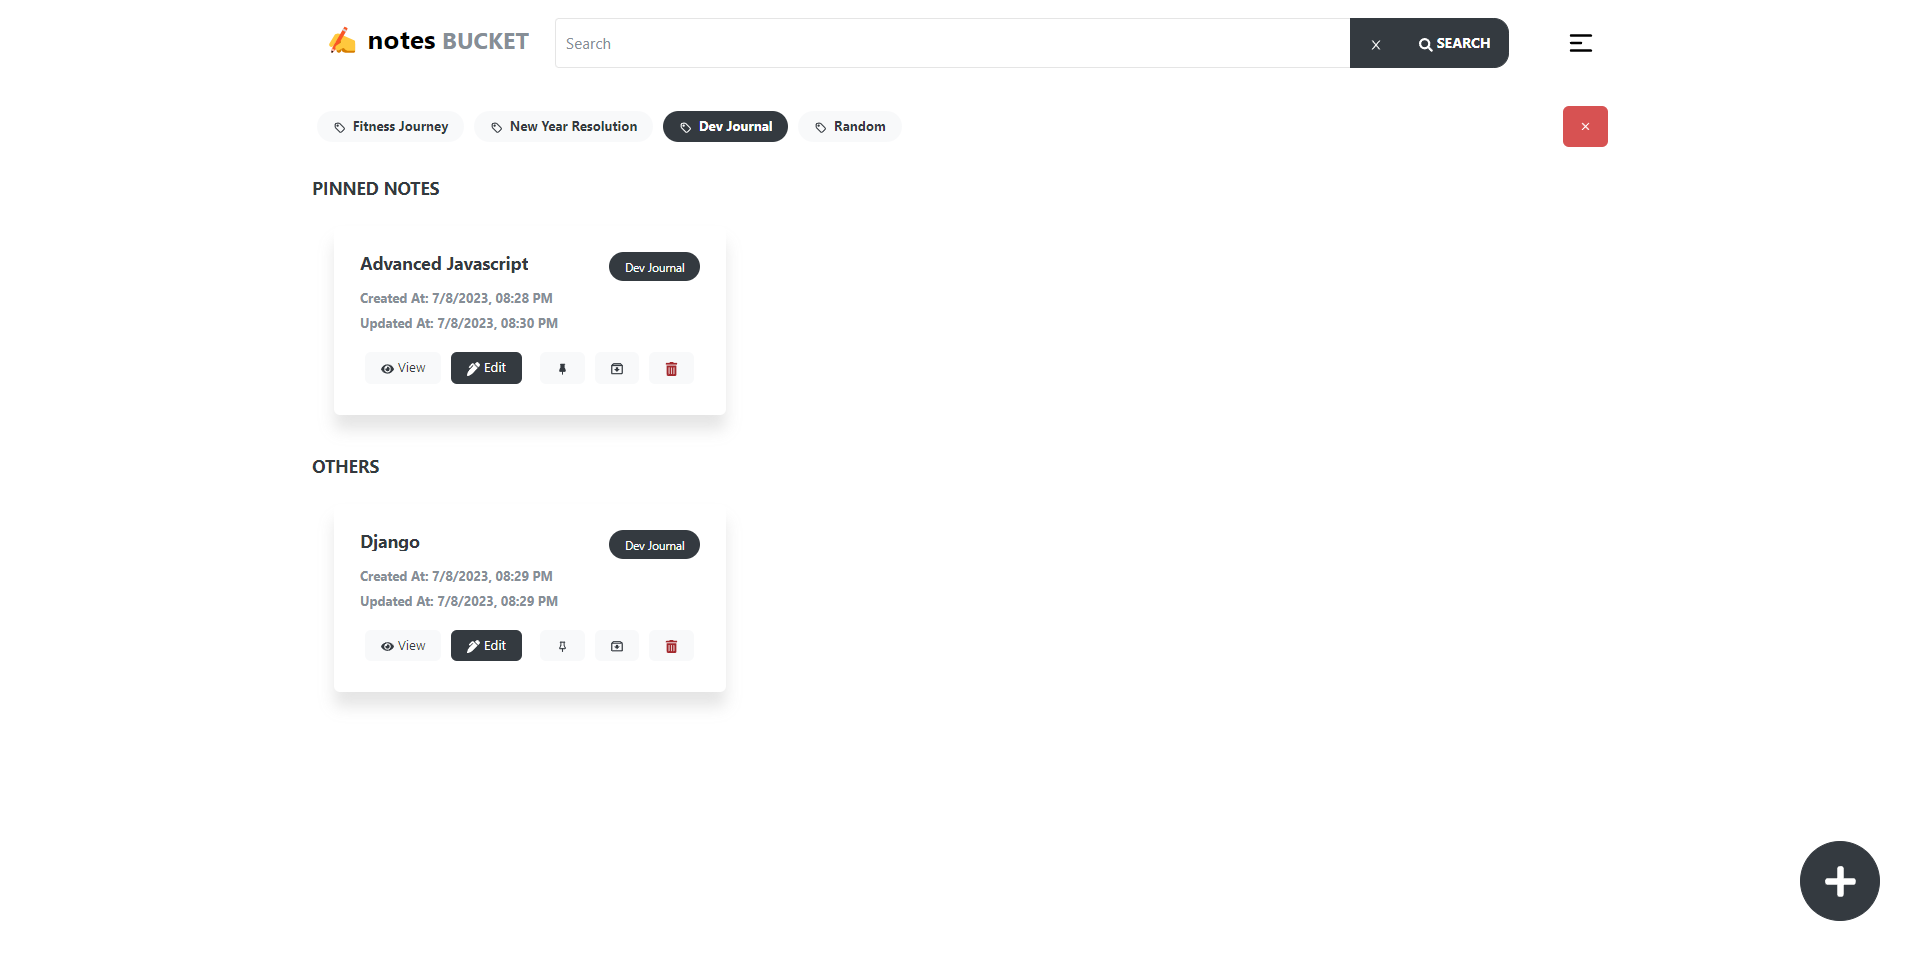 notes BUCKET
Search
x
SEARCH
Fitness Journey
New Year Resolution
Dev Journal
Random
×
PINNED NOTES
Advanced Javascript
Dev Journal
Created At: 7/8/2023, 08:28 PM
Updated At: 7/8/2023, 08:30 PM
View
Edit
OTHERS
Django
Dev Journal
Created At: 7/8/2023, 08:29 PM
Updated At: 7/8/2023, 08:29 PM
View
Edit